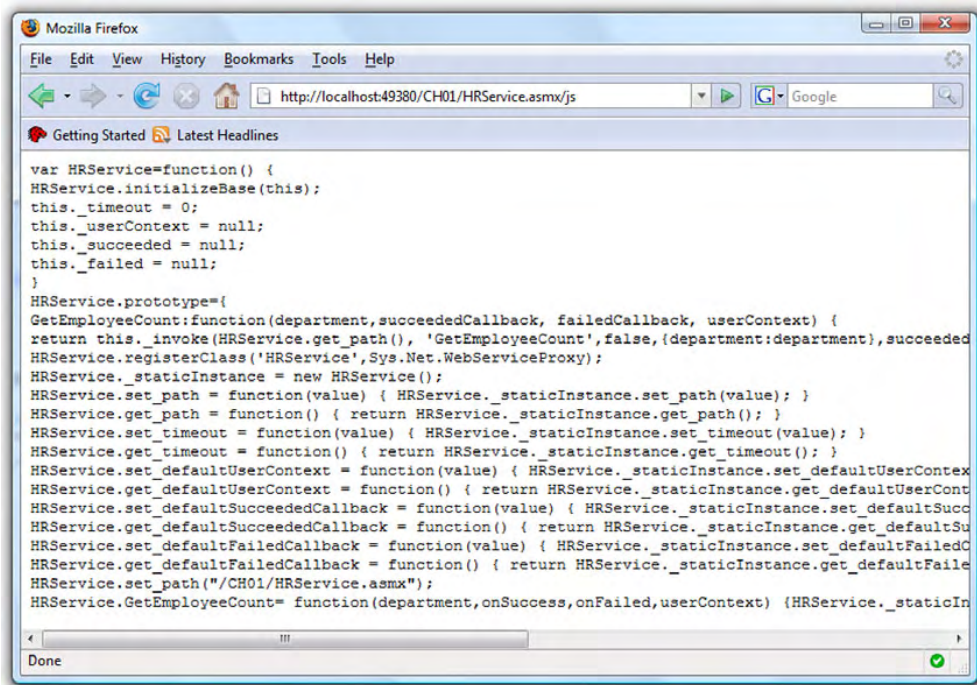 Mozilla Firefox
File Edit View History Bookmarks Tools Help
http://localhost:49380/CH01/HRService.asmx/js
G Google
Getting Started Latest Headlines
var HRService=function() {
HRService.initializeBase(this);
this._timeout = 0;
this._userContext = null;
this._succeeded = null;
this._failed = null;
}
HRService.prototype={
GetEmployeeCount:function(department,succeededCallback, failedCallback, userContext) {
return this._invoke(HRService.get_path(), 'GetEmployeeCount',false,{department:department},succeeded
HRService.registerClass('HRService',Sys.Net.WebServiceProxy);
HRService._staticInstance = new HRService();
HRService.set_path = function(value) { HRService._staticInstance.set_path(value); }
HRService.get_path = function() { return HRService._staticInstance.get_path(); }
HRService.set_timeout = function(value) { HRService._staticInstance.set_timeout(value); }
HRService.get_timeout = function() { return HRService._staticInstance.get_timeout(); }
HRService.set_defaultUserContext = function(value) { HRService._staticInstance.set_defaultUserContex
HRService.get_defaultUserContext = function() { return HRService._staticInstance.get_defaultUserCont
HRService.set_defaultSucceededCallback = function(value) { HRService._staticInstance.set_defaultSucc
HRService.get_defaultSucceededCallback = function() { return HRService._staticInstance.get_defaultSu
HRService.set_defaultFailedCallback = function(value) { HRService._staticInstance.set_defaultFailedC
HRService.get_defaultFailedCallback = function() { return HRService._staticInstance.get_defaultFaile
HRService.set_path("/CH01/HRService.asmx");
HRService.GetEmployeeCount= function(department,onSuccess,onFailed,userContext) {HRService._staticIn
Done